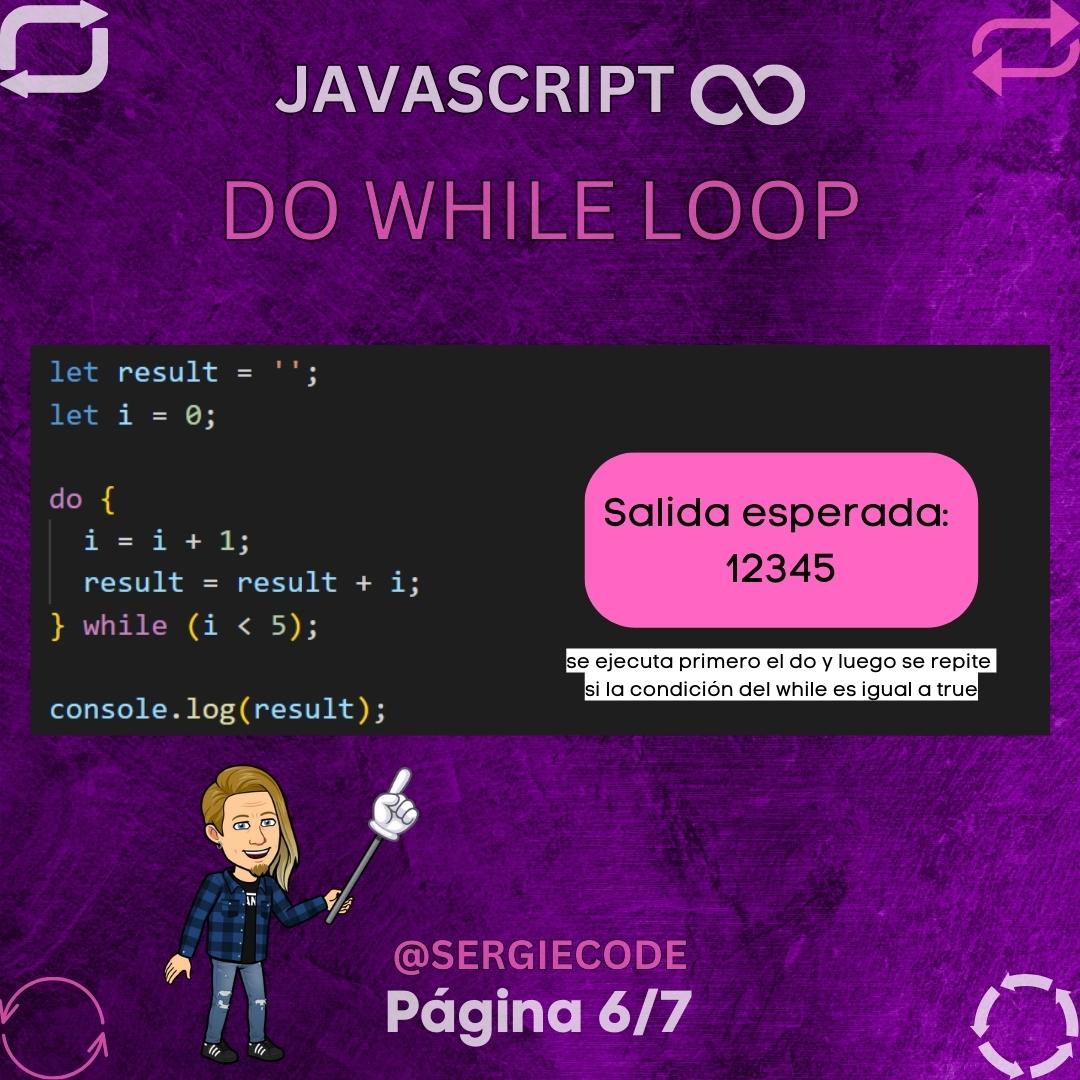 JAVASCRIPT
DO WHILE LOOP
let result = '';
let i = 0;
do {
  i = i + 1;
  result = result + i;
} while (i < 5);
console.log(result);
Salida esperada:
12345
se ejecuta primero el do y luego se repite
si la condición del while es igual a true
@SERGIECODE
Página 6/7